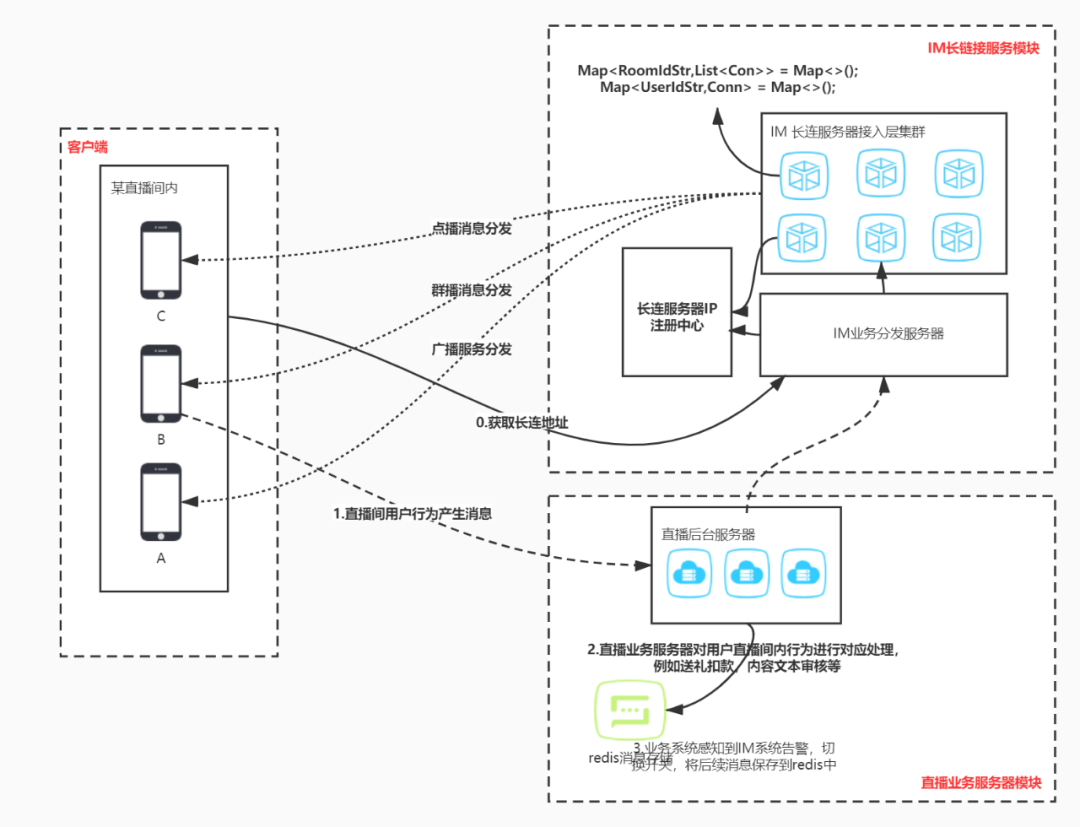 IM长链接服务模块
Map<RoomIdStr,List<Con>> = Map<>();
Map<UserIdStr,Conn> = Map<>();
IM 长连服务器接入层集群
客户端
某直播间内
点播消息分发
C
群播消息分发
长连服务器IP
注册中心
IM业务分发服务器
广播服务分发
0.获取长连地址
B
1.直播间用户行为产生消息
直播后台服务器
A
2.直播业务服务器对用户直播间内行为进行对应处理,
例如送礼扣款，内容文本审核等
redis消息存储
3.业务系统感知到IM系统告警，切
换开关，将后续消息保存到redis中
直播业务服务器模块